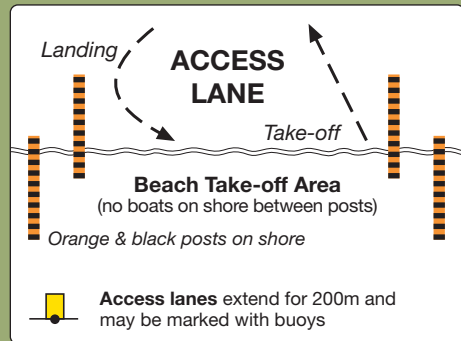 Landing
ACCESS
LANE
Take-off
Beach Take-off Area
(no boats on shore between posts)
Orange & black posts on shore
Access lanes extend for 200m and
may be marked with buoys